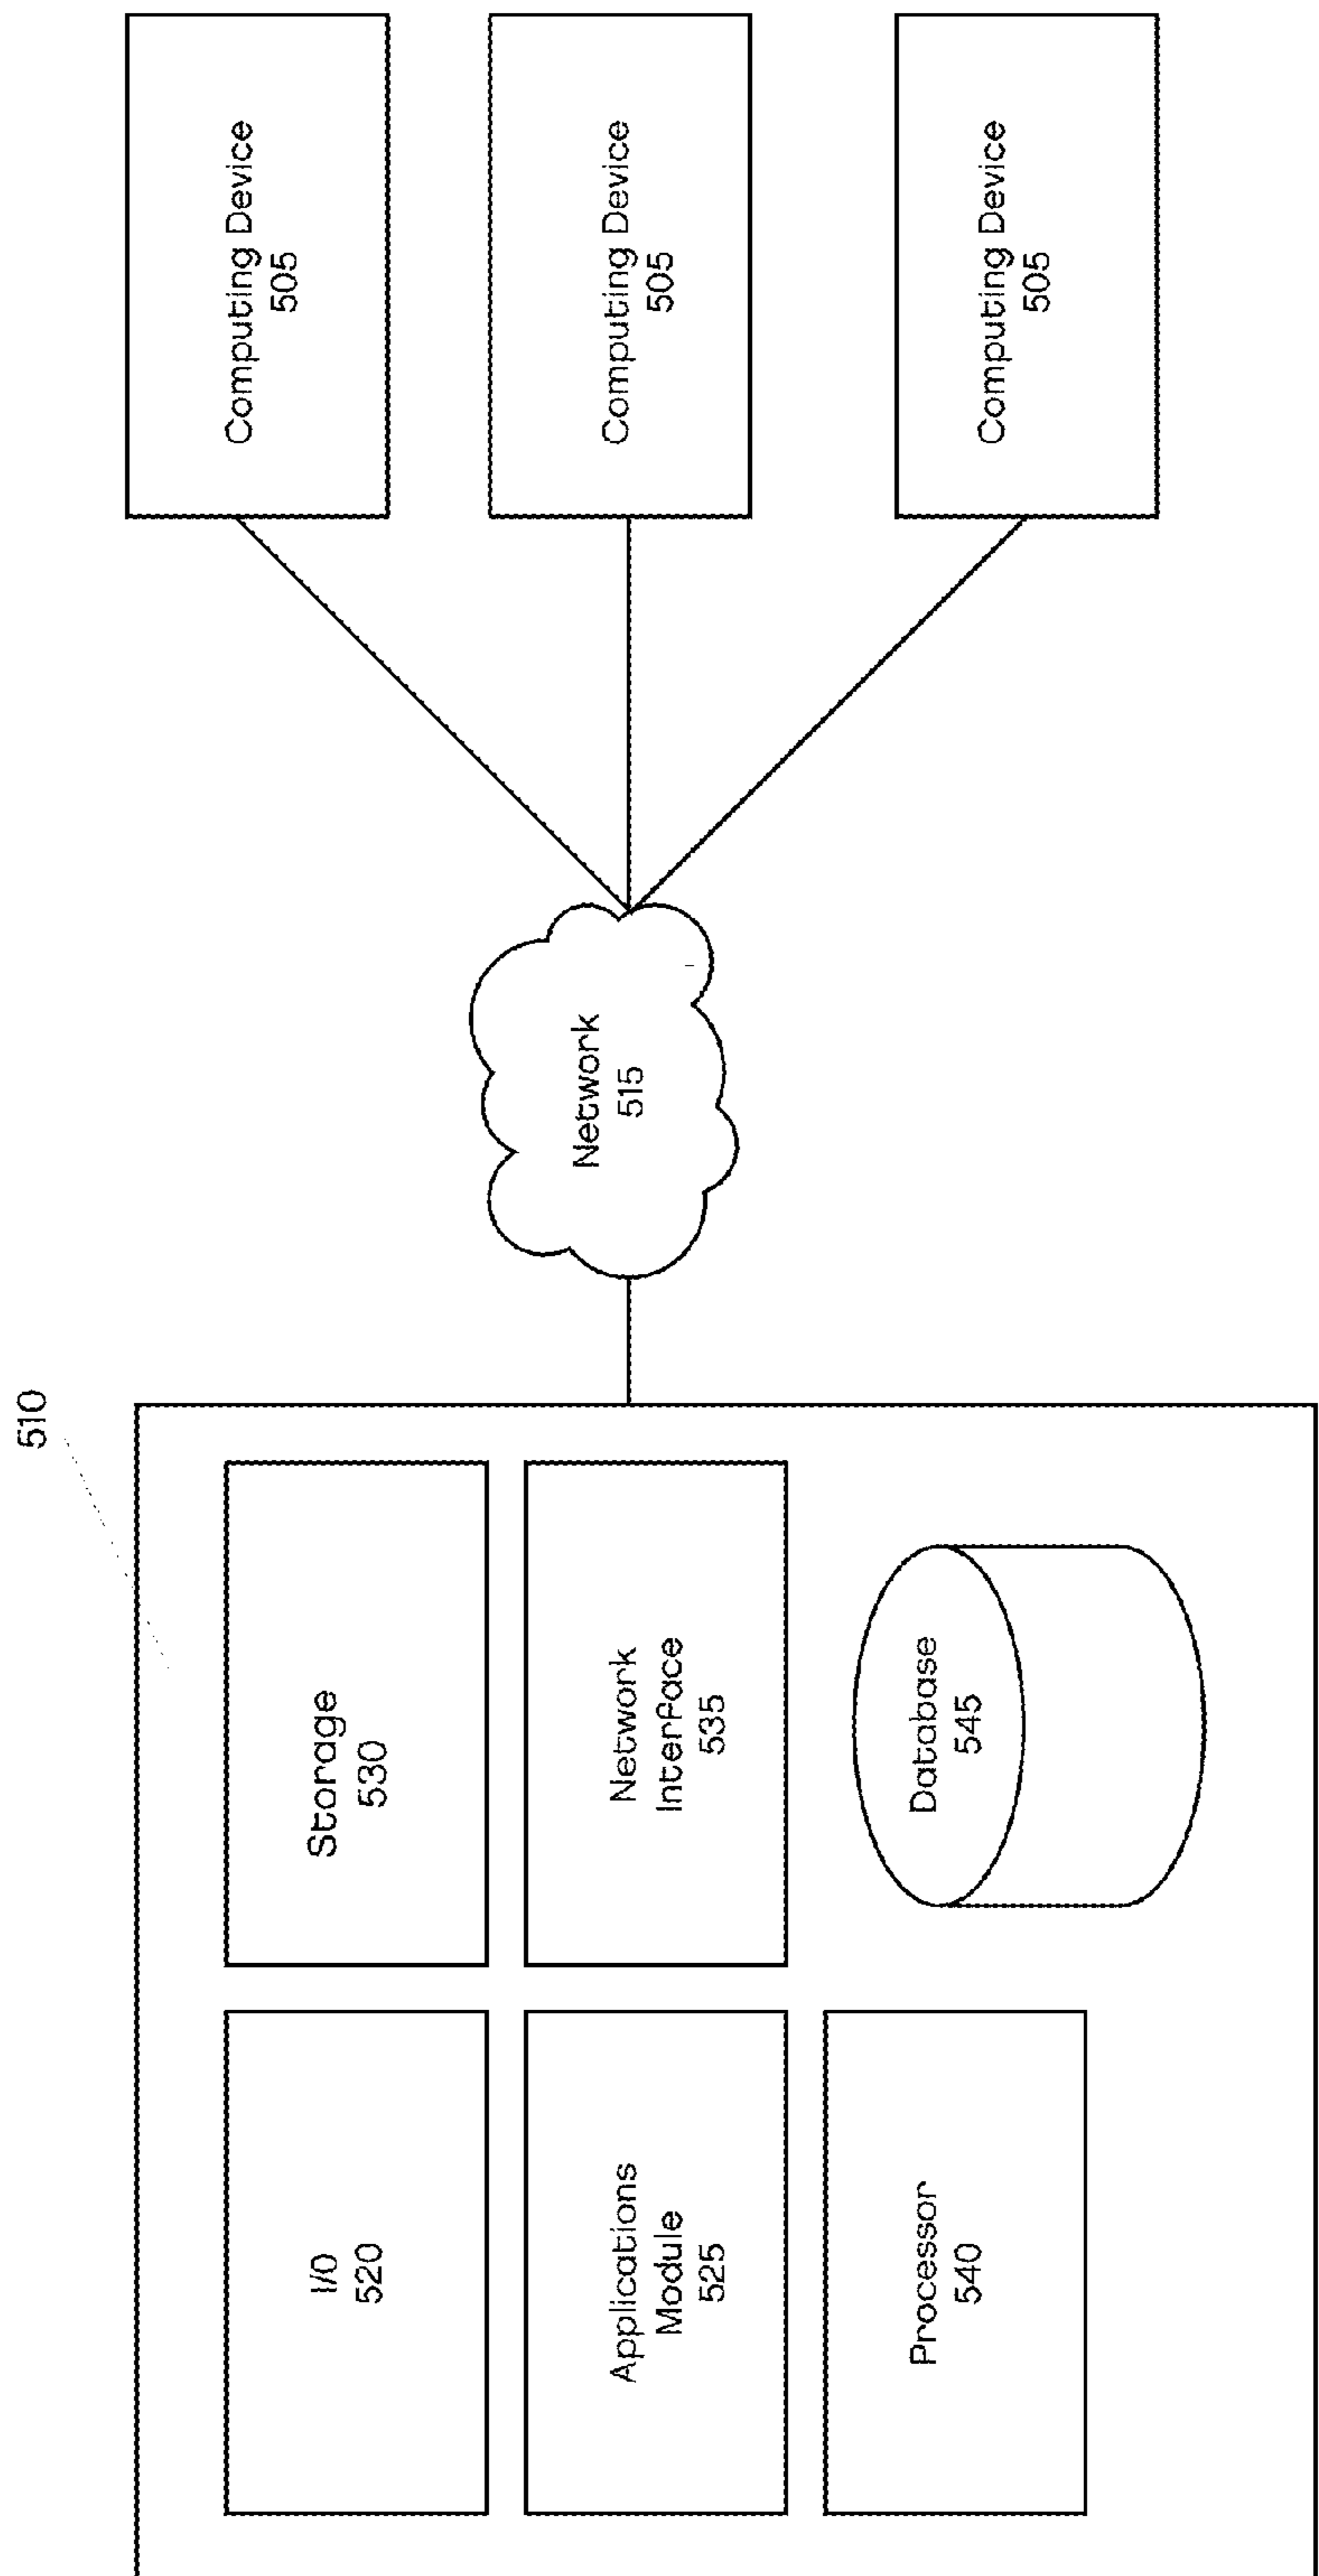 510
I/O
520
Storage
530
Applications
Module
525
Network
Interface
535
Processor
540
Database
545
Network
515
Computing Device
505
Computing Device
505
Computing Device
505